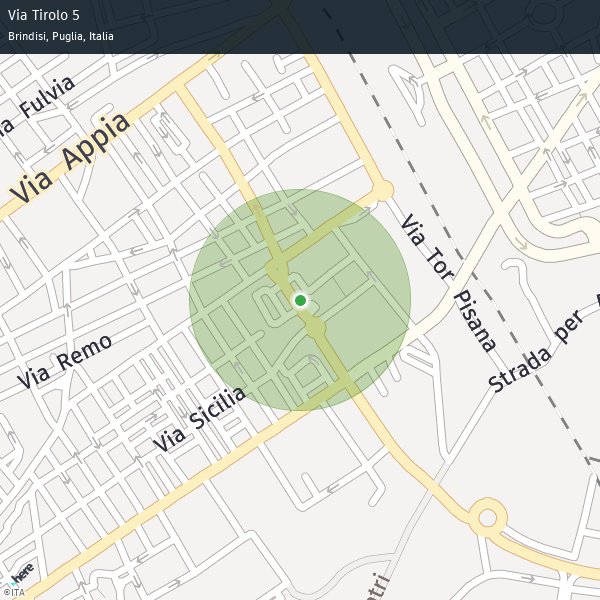 Via Tirolo 5
Brindisi, Puglia, Italia
Fulvia
Via Appia
Via Tor Pisana
Via Remo
Strada per
Via Sicilia
here
©ITA